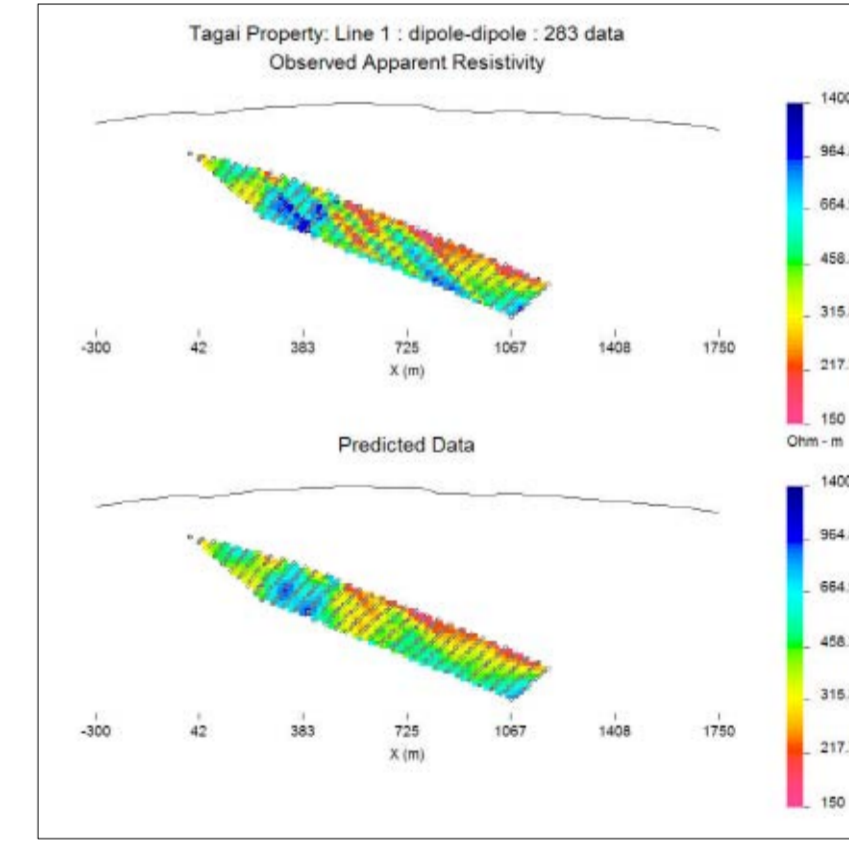 Tagai Property: Line 1 : dipole-dipole : 283 data
Observed Apparent Resistivity
1400
964.
664.
458.
315.
217.
150
Ohm - m
-300 42 383 725 1067 1408 1750
X (m)
Predicted Data
1400
964.
664.
458.
315.
217.
150
-300 42 383 725 1067 1408 1750
X (m)